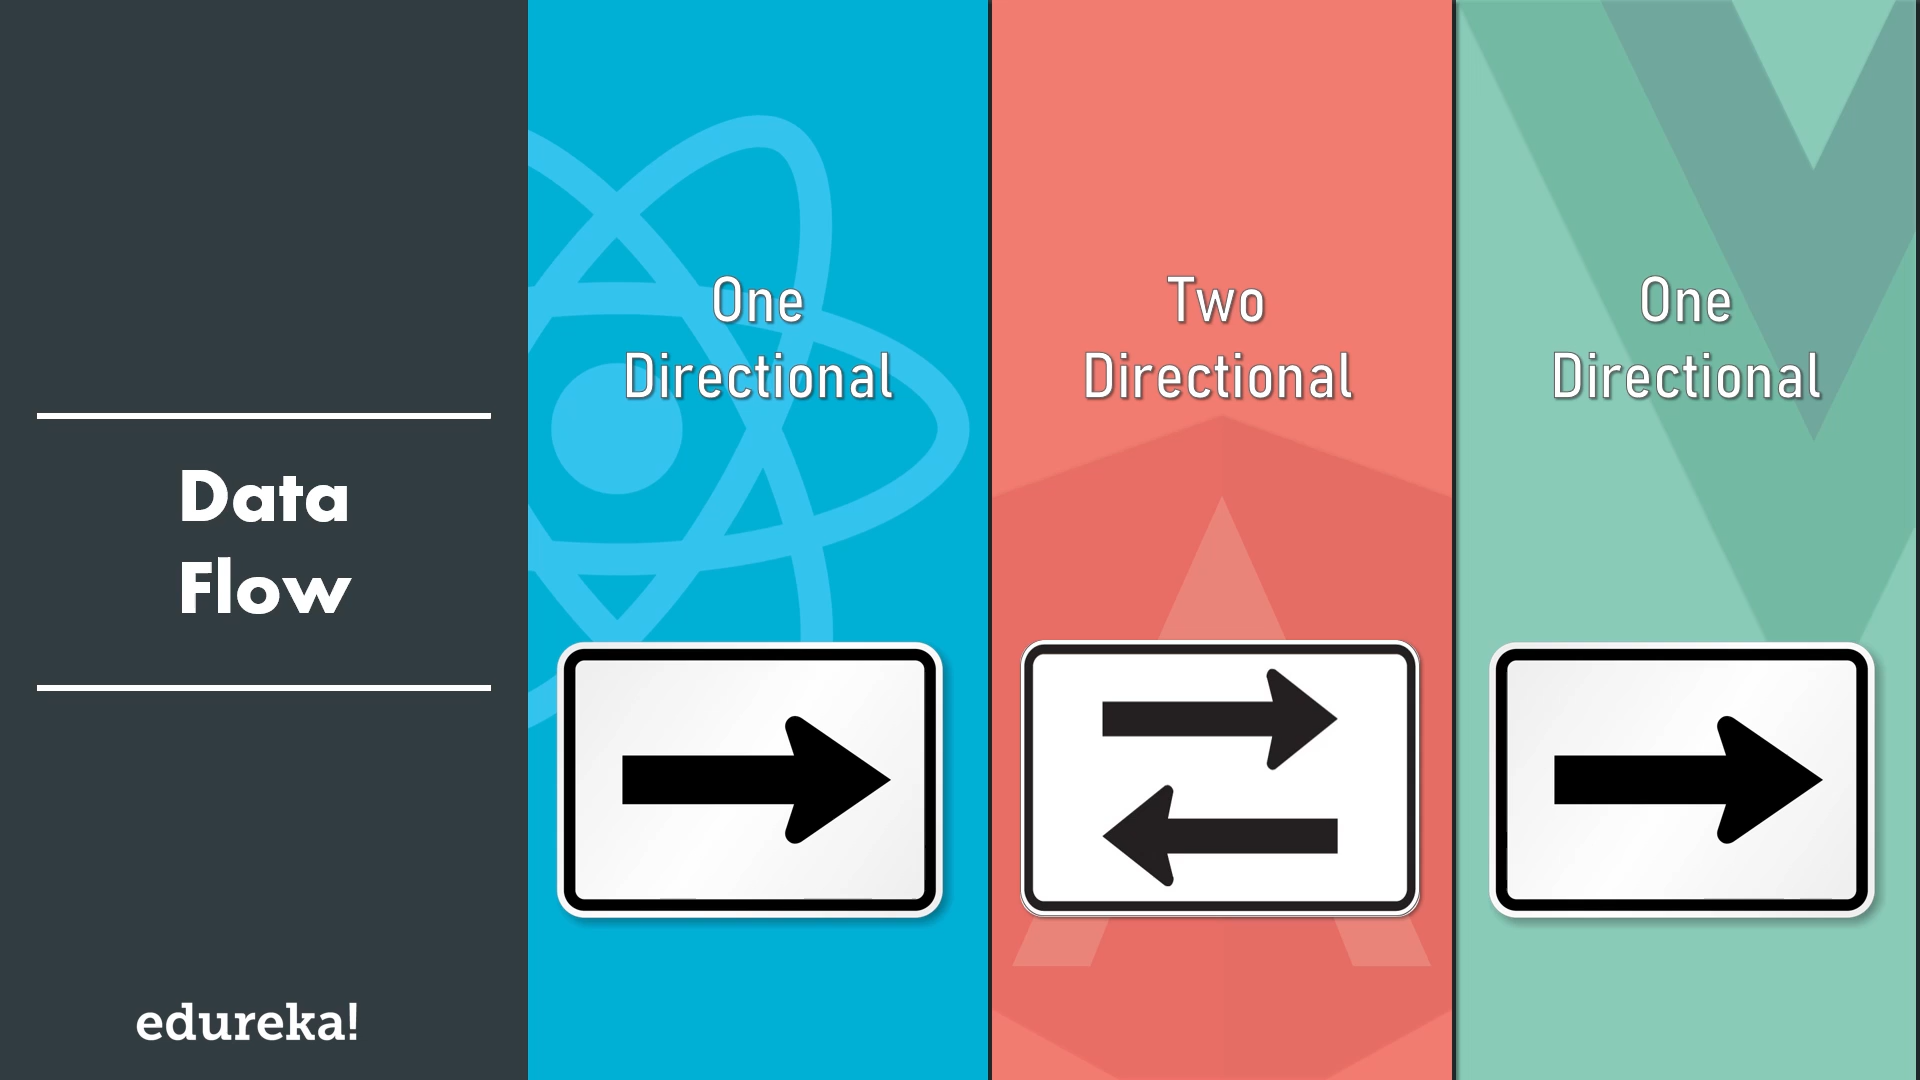 Data
Flow
One
Directional
Two
Directional
One
Directional
edureka!